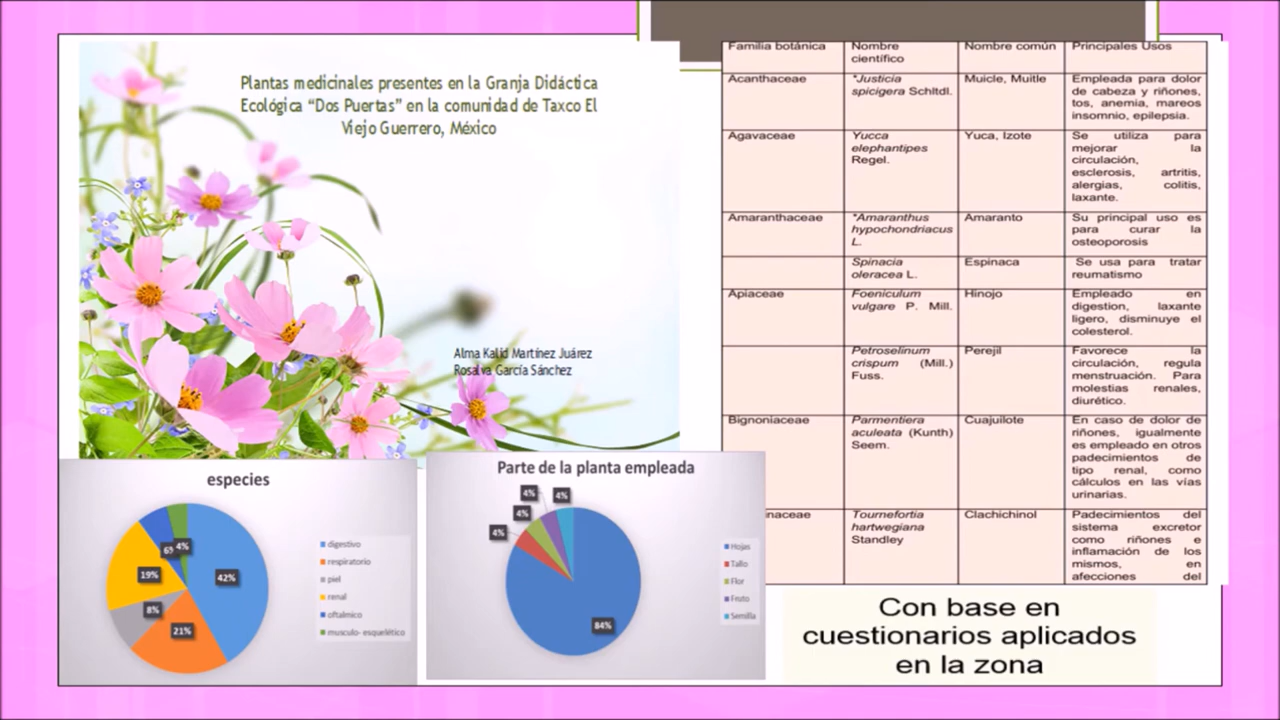 Plantas medicinales presentes en la Granja Didáctica
Ecológica “Dos Puertas” en la comunidad de Taxco El
Viejo Guerrero, México
Alma Kalid Martínez Juárez
Rosalva García Sánchez
especies
42%
21%
8%
19%
4%
digestivo
respiratorio
piel
renal
oftalmico
musculo- esquelético
Parte de la planta empleada
4%
4%
4%
4%
84%
Hojas
Tallo
Flor
Fruto
Semilla
Familia botánica
Nombre
científico
Nombre común
Principales Usos
Acanthaceae
*Justicia
spicigera Schltdl.
Muicle, Muitle
Empleada para dolor
de cabeza y riñones,
tos, anemia, mareos
insomnio, epilepsia.
Agavaceae
Yucca
elephantipes
Regel.
Yuca, Izote
Se utiliza para
mejorar la
circulación,
esclerosis, artritis,
alergias, colitis,
laxante.
Amaranthaceae
*Amaranthus
hypochondriacus
L.
Amaranto
Su principal uso es
para curar la
osteoporosis
Spinacia
oleracea L.
Espinaca
Se usa para tratar
reumatismo
Apiaceae
Foeniculum
vulgare P. Mill.
Hinojo
Empleado en
digestion, laxante
ligero, disminuye el
colesterol.
Petroselinum
crispum (Mill.)
Fuss.
Perejil
Favorece la
circulación, regula
menstruación. Para
molestias renales,
diurético.
Bignoniaceae
Parmentiera
aculeata (Kunth)
Seem.
Cuajuilote
En caso de dolor de
riñones, igualmente
es empleado en otros
padecimientos de
tipo renal, como
cálculos en las vías
urinarias.
inaceae
Tournefortia
hartwegiana
Standley
Clachichinol
Padecimientos del
sistema excretor
como riñones e
inflamación de los
mismos, en
afecciones del
Con base en
cuestionarios aplicados
en la zona